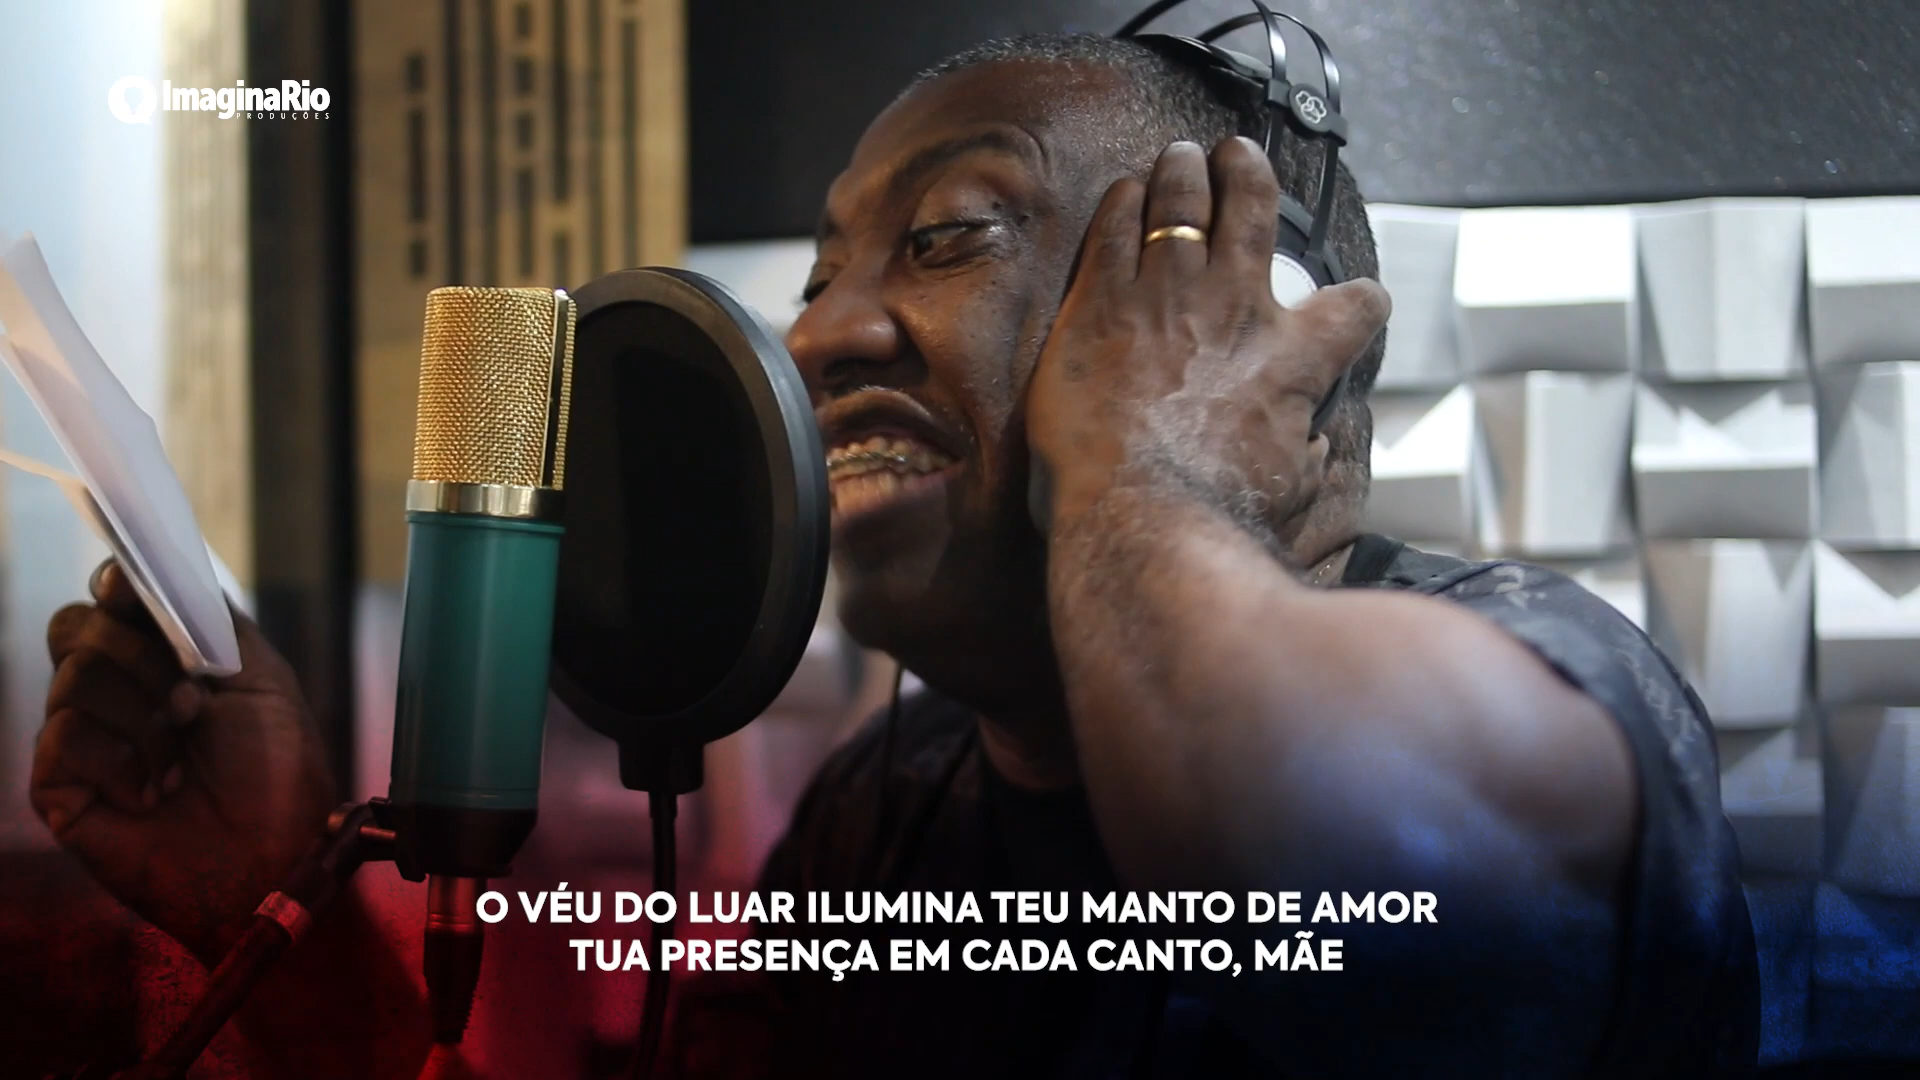 ImaginaRio
PRODUÇÕES
O VÉU DO LUAR ILUMINA TEU MANTO DE AMOR
TUA PRESENÇA EM CADA CANTO, MÃE